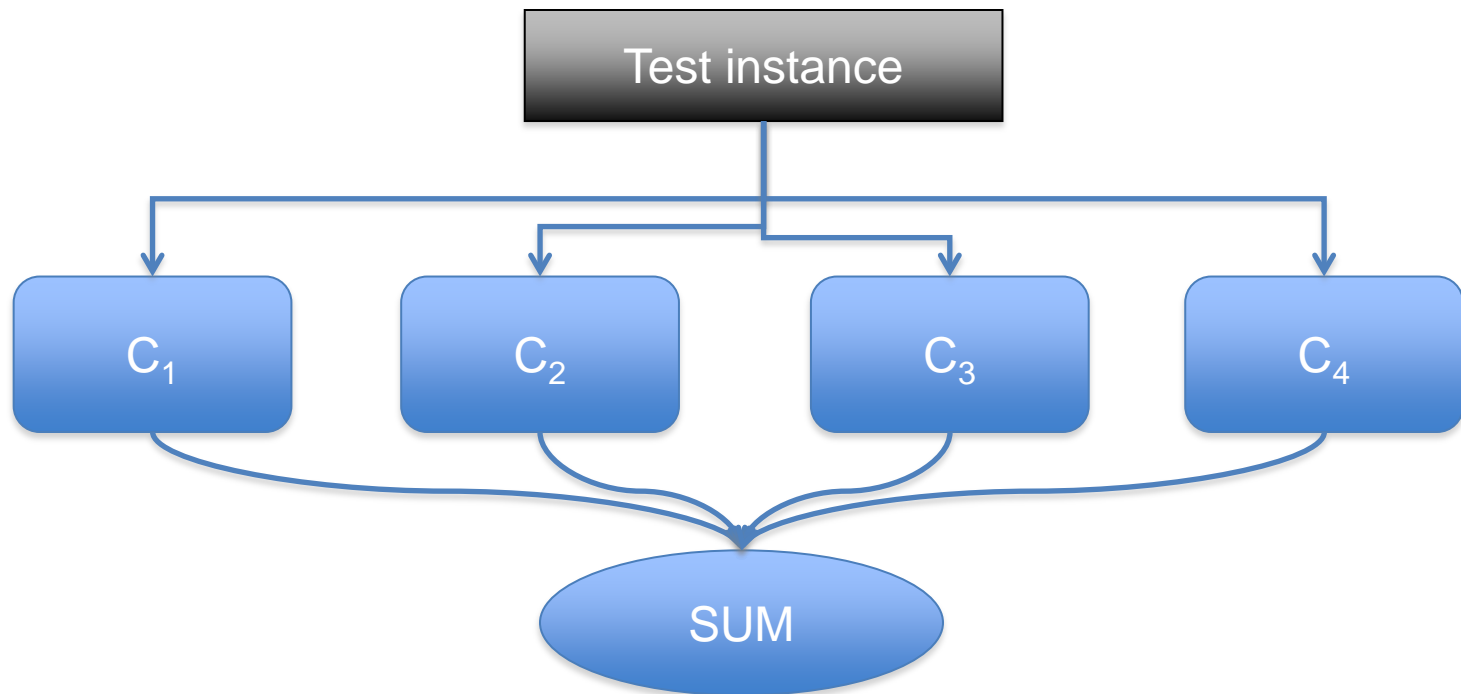 Test instance
C₁
C₂
C₃
C₄
SUM